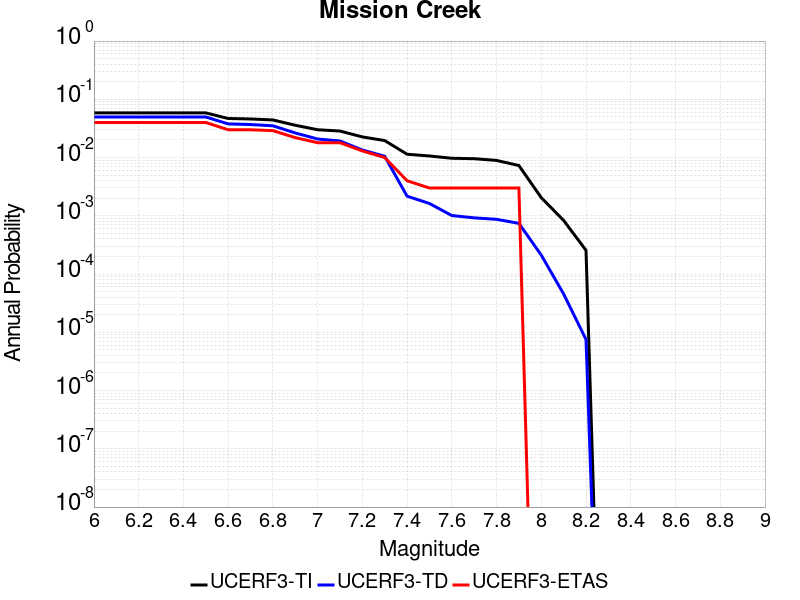 Mission Creek
10^0
10^-1
10^-2
10^-3
10^-4
10^-5
10^-6
10^-7
10^-8
Annual Probability
6 6.2 6.4 6.6 6.8 7 7.2 7.4 7.6 7.8 8 8.2 8.4 8.6 8.8 9
Magnitude
UCERF3-TI UCERF3-TD UCERF3-ETAS